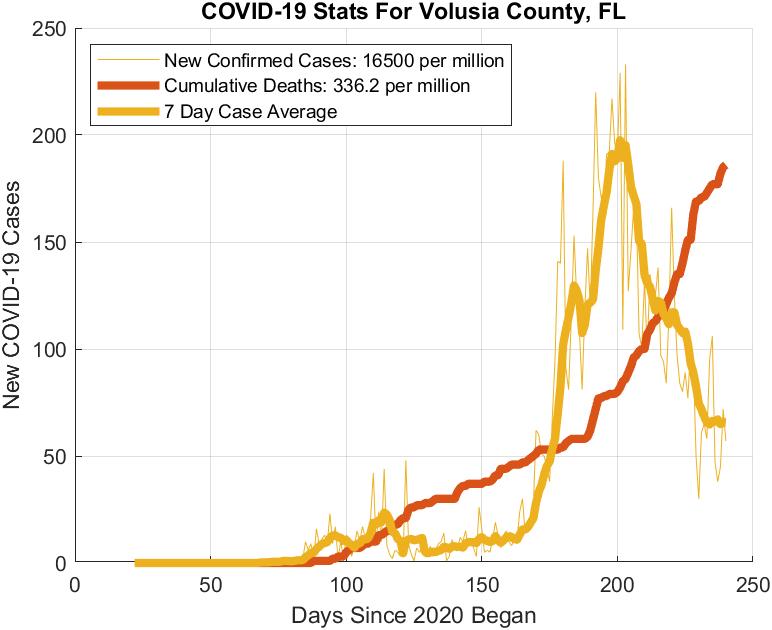 COVID-19 Stats For Volusia County, FL
250
200
150
100
50
0
New COVID-19 Cases
New Confirmed Cases: 16500 per million
Cumulative Deaths: 336.2 per million
7 Day Case Average
0 50 100 150 200 250
Days Since 2020 Began